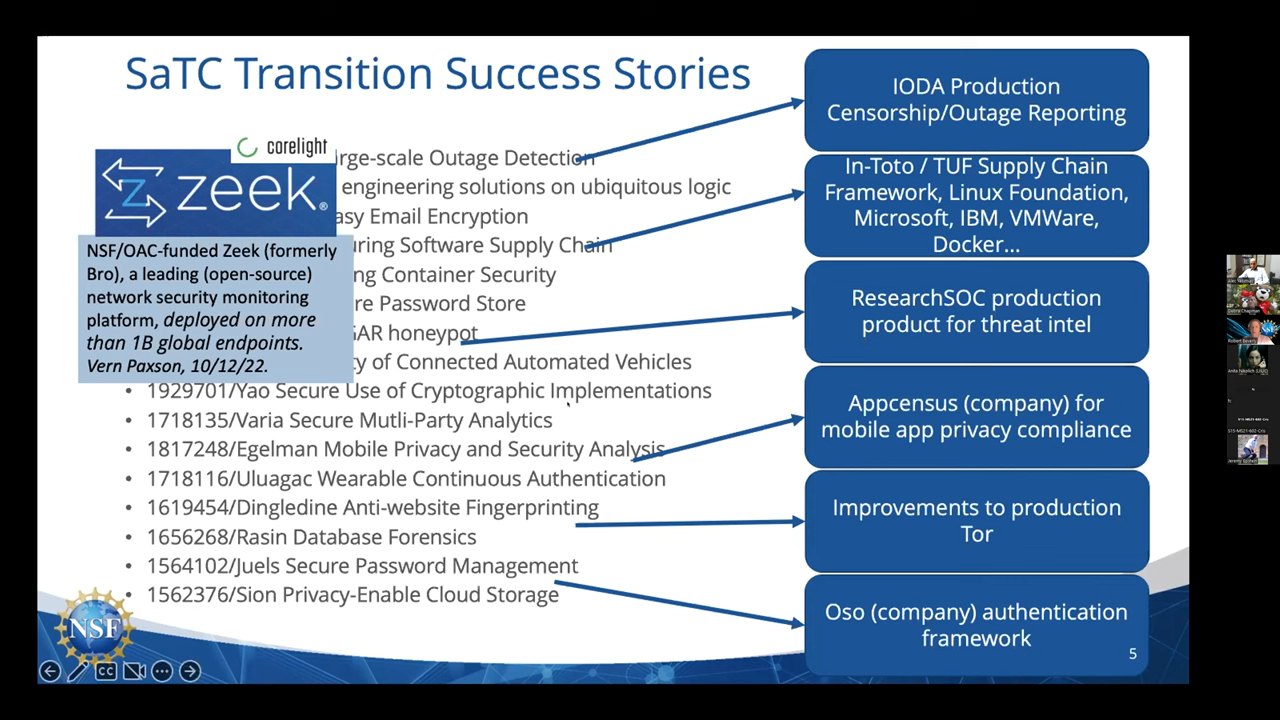 SaTC Transition Success Stories
corelight
zeek®
NSF/OAC-funded Zeek (formerly
Bro), a leading (open-source)
network security monitoring
platform, deployed on more
than 1B global endpoints.
Vern Paxson, 10/12/22.
rge-scale Outage Detection
engineering solutions on ubiquitous logic
asy Email Encryption
uring Software Supply Chain
ng Container Security
re Password Store
GAR honeypot
ty of Connected Automated Vehicles
• 1929701/Yao Secure Use of Cryptographic Implementations
• 1718135/Varia Secure Mutli-Party Analytics
• 1817248/Egelman Mobile Privacy and Security Analysis
• 1718116/Uluagac Wearable Continuous Authentication
• 1619454/Dingledine Anti-website Fingerprinting
• 1656268/Rasin Database Forensics
• 1564102/Juels Secure Password Management
• 1562376/Sion Privacy-Enable Cloud Storage
IODA Production
Censorship/Outage Reporting
In-Toto / TUF Supply Chain
Framework, Linux Foundation,
Microsoft, IBM, VMWare,
Docker...
ResearchSOC production
product for threat intel
Appcensus (company) for
mobile app privacy compliance
Improvements to production
Tor
Oso (company) authentication
framework
5
NSF
CC